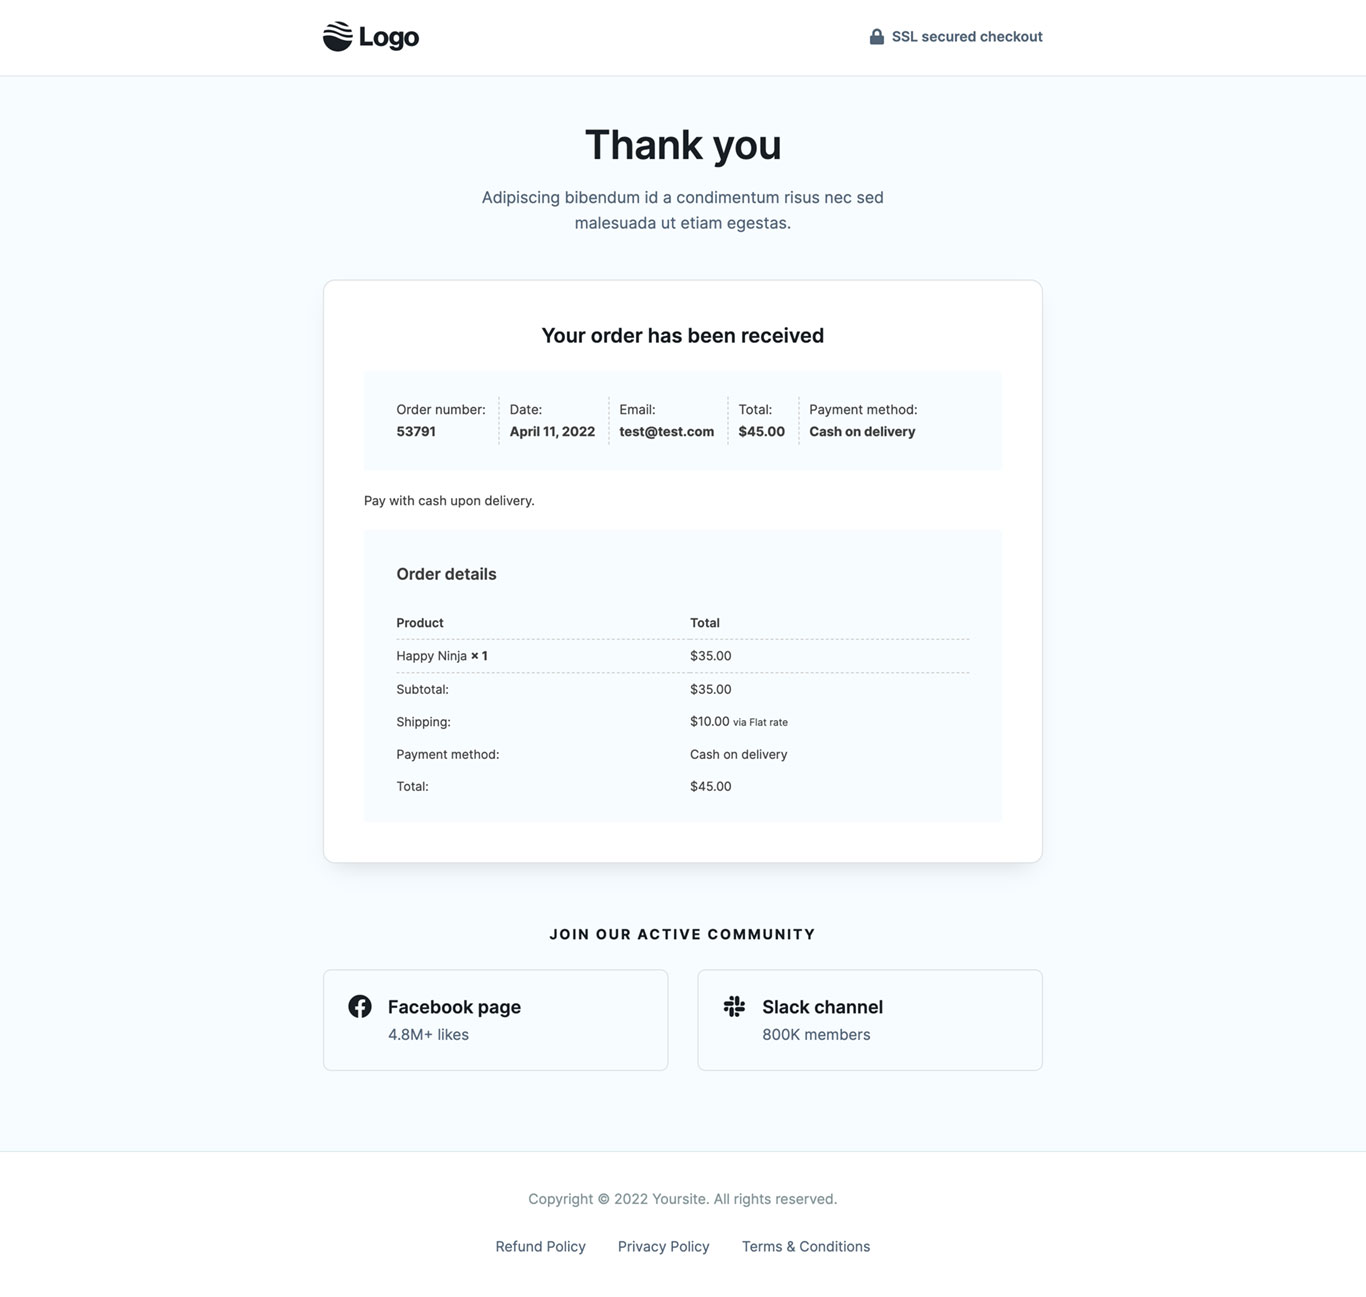 Logo
SSL secured checkout
Thank you
Adipiscing bibendum id a condimentum risus nec sed
malesuada ut etiam egestas.
Your order has been received
Order number: Date: Email: Total: Payment method:
53791 April 11, 2022 test@test.com $45.00 Cash on delivery
Pay with cash upon delivery.
Order details
Product Total
Happy Ninja × 1 $35.00
Subtotal: $35.00
Shipping: $10.00 via Flat rate
Payment method: Cash on delivery
Total: $45.00
JOIN OUR ACTIVE COMMUNITY
Facebook page
4.8M+ likes
Slack channel
800K members
Copyright © 2022 Yoursite. All rights reserved.
Refund Policy Privacy Policy Terms & Conditions